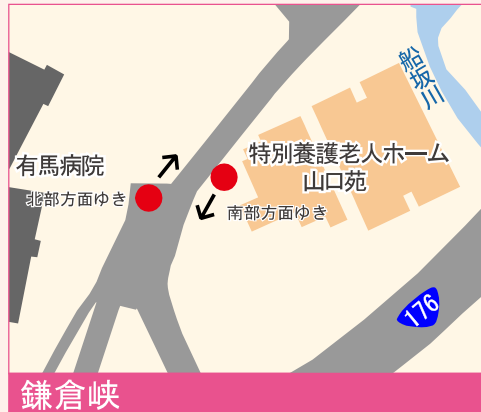 船坂川
有馬病院
特別養護老人ホーム
山口苑
北部方面ゆき
南部方面ゆき
176
鎌倉峡